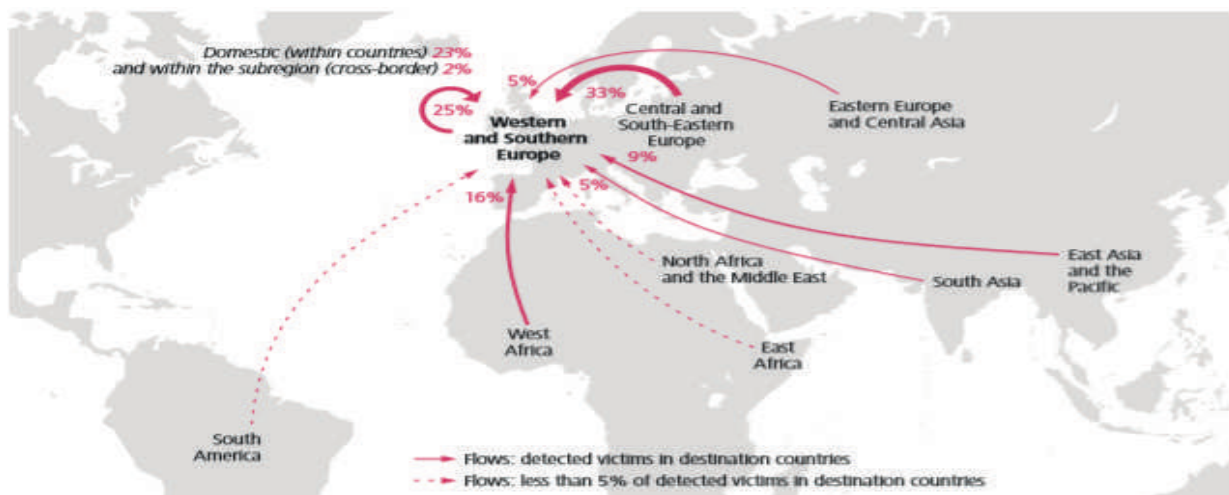 Domestic (within countries) 23%
and within the subregion (cross-border) 2%
5%
33%
25%
Western
and Southern
Europe
Central and
South-Eastern
Europe
Eastern Europe
and Central Asia
9%
5%
16%
North Africa
and the Middle East
South Asia
East Asia
and the
Pacific
West
Africa
East
Africa
South
America
Flows: detected victims in destination countries
Flows: less than 5% of detected victims in destination countries